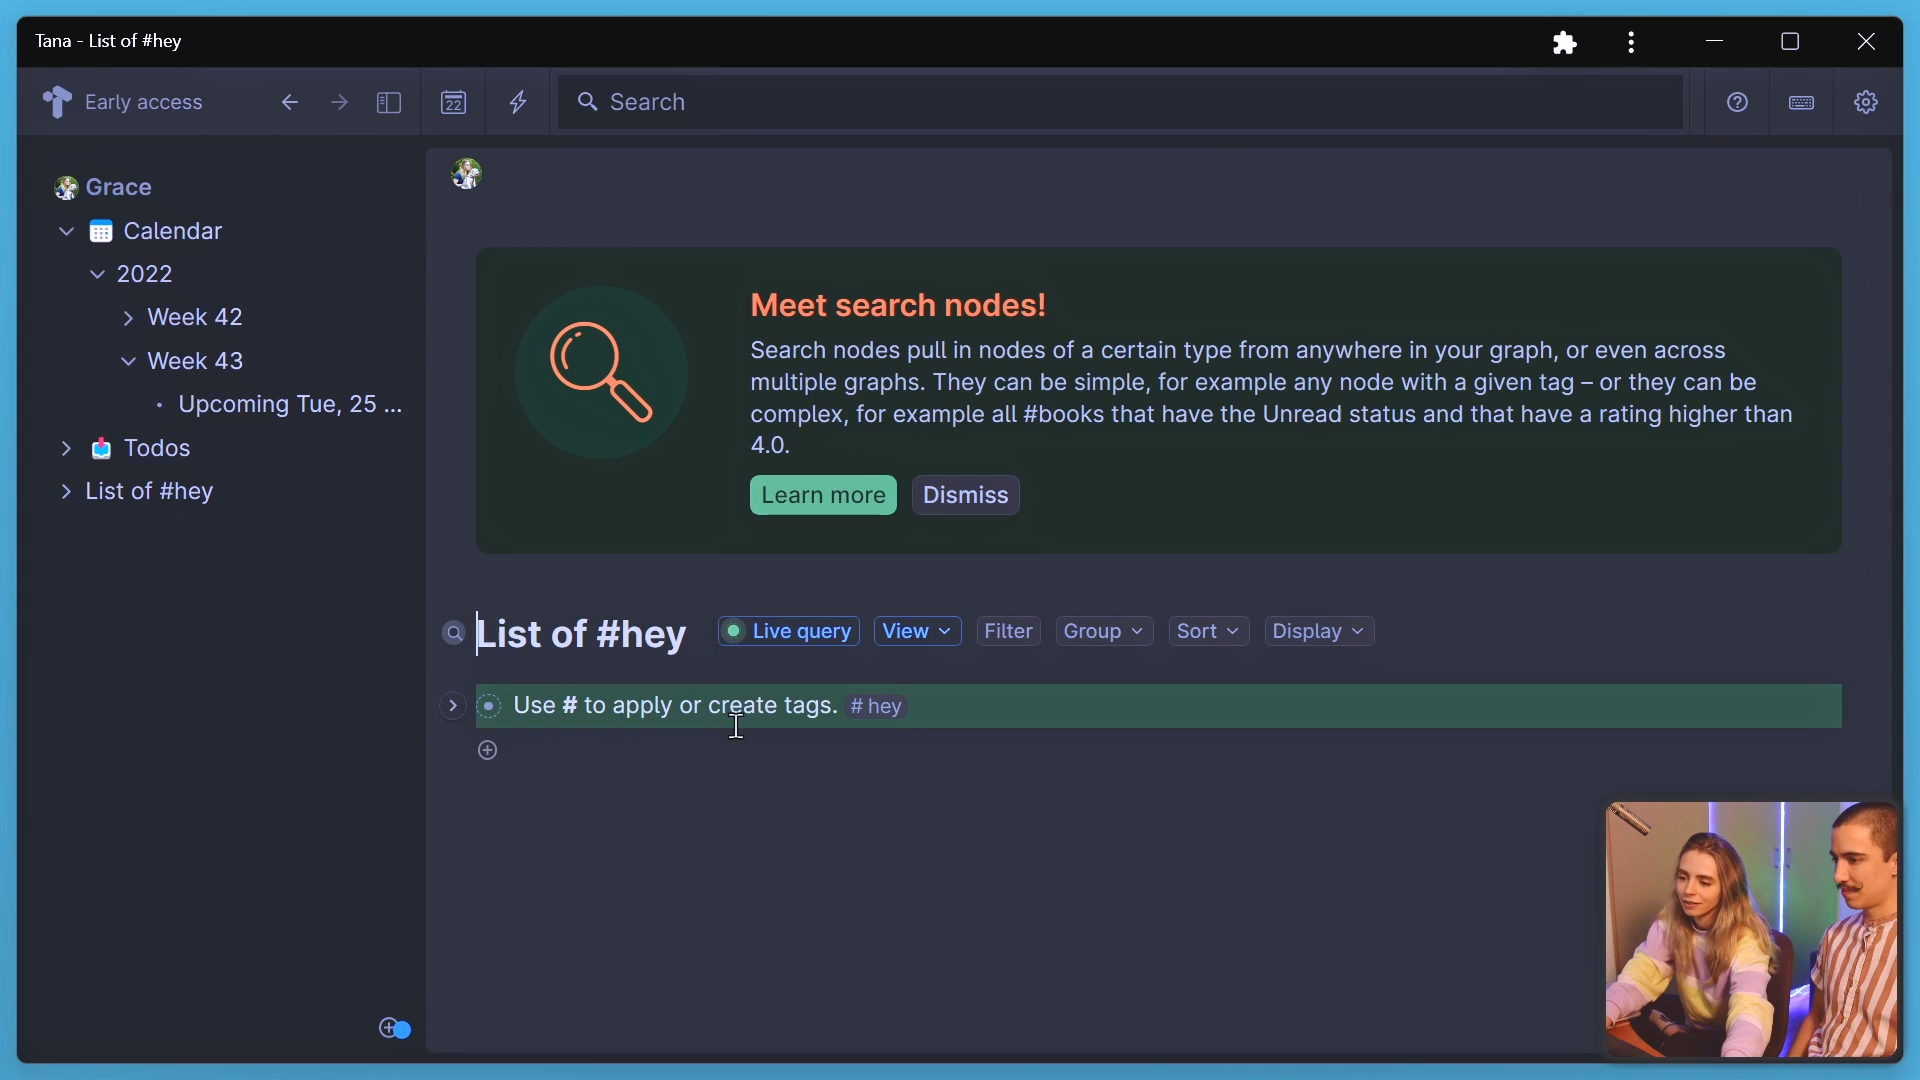 Tana - List of #hey
Early access
22
Search
Grace
Calendar
2022
Week 42
Week 43
Upcoming Tue, 25 ...
Todos
List of #hey
Meet search nodes!
Search nodes pull in nodes of a certain type from anywhere in your graph, or even across
multiple graphs. They can be simple, for example any node with a given tag – or they can be
complex, for example all #books that have the Unread status and that have a rating higher than
4.0.
Learn more Dismiss
List of #hey Live query View Filter Group Sort Display
Use # to apply or create tags. # hey